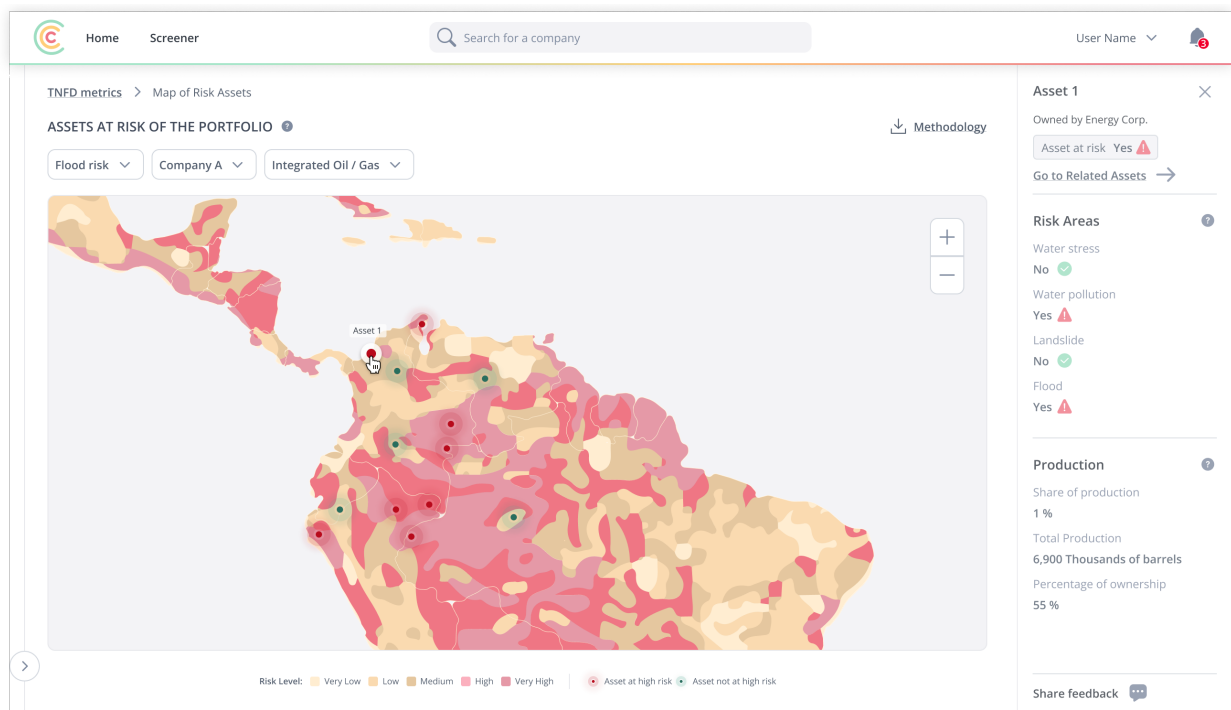 Home
Screener
Search for a company
User Name
3
TNFD metrics > Map of Risk Assets
ASSETS AT RISK OF THE PORTFOLIO ?
Methodology
Flood risk
Company A
Integrated Oil / Gas
Asset 1
Risk Level: Very Low Low Medium High Very High
Asset at high risk Asset not at high risk
Asset 1
Owned by Energy Corp.
Asset at risk Yes
Go to Related Assets
Risk Areas ?
Water stress
No
Water pollution
Yes
Landslide
No
Flood
Yes
Production ?
Share of production
1 %
Total Production
6,900 Thousands of barrels
Percentage of ownership
55 %
Share feedback